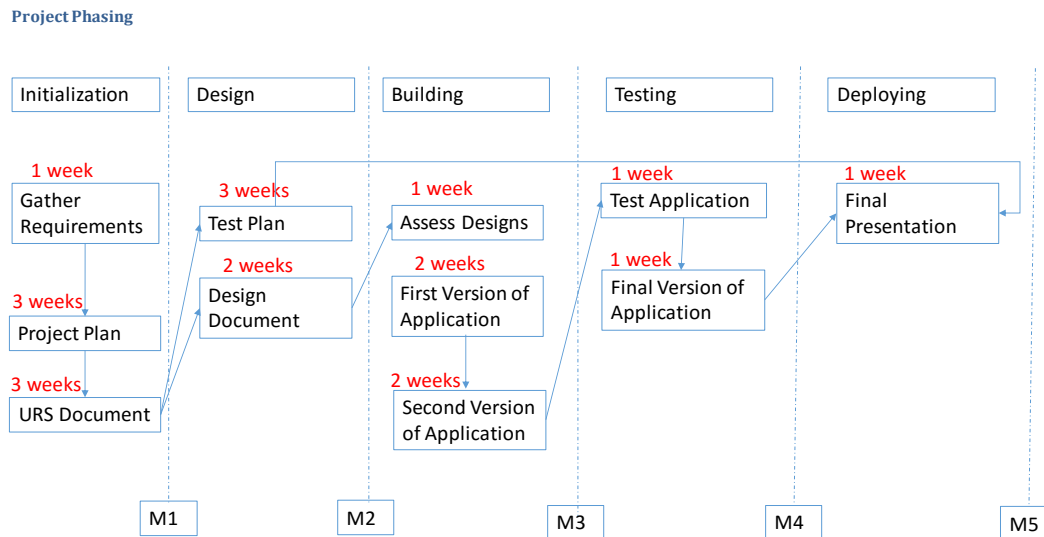 Project Phasing
Initialization
Design
Building
Testing
Deploying
1 week
Gather
Requirements
3 weeks
Project Plan
3 weeks
URS Document
3 weeks
Test Plan
2 weeks
Design
Document
1 week
Assess Designs
2 weeks
First Version of
Application
2 weeks
Second Version
of Application
1 week
Test Application
1 week
Final Version of
Application
1 week
Final
Presentation
M1
M2
M3
M4
M5